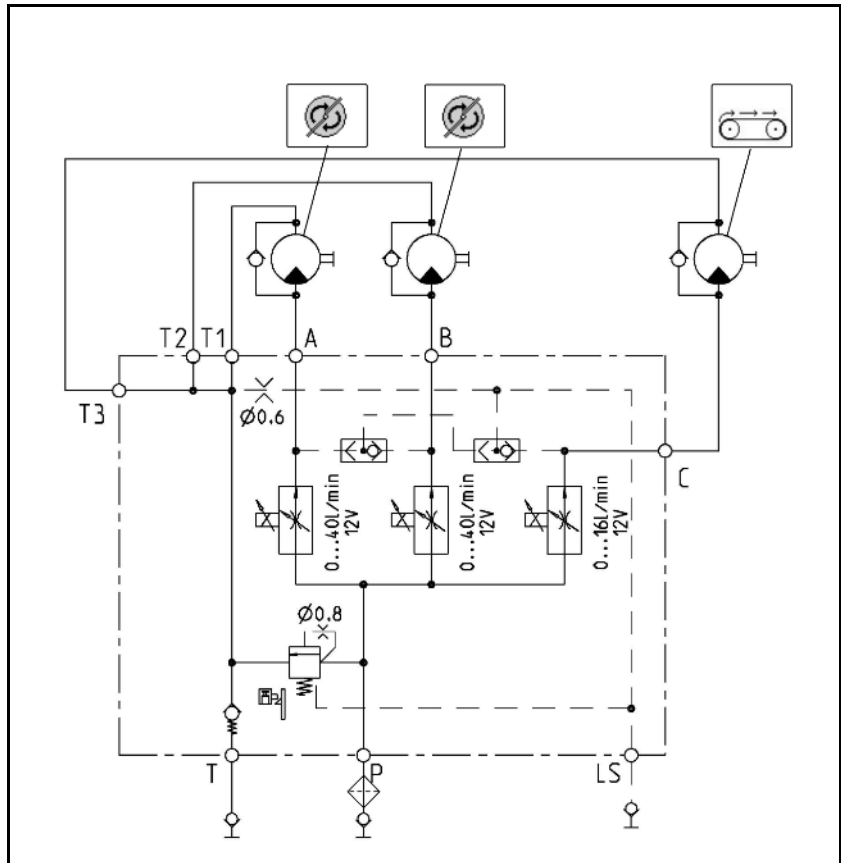 T2
T1
A
B
T3
Ø0.6
C
0...40l/min
12V
0...40l/min
12V
0...16l/min
12V
Ø0.8
T
P
LS